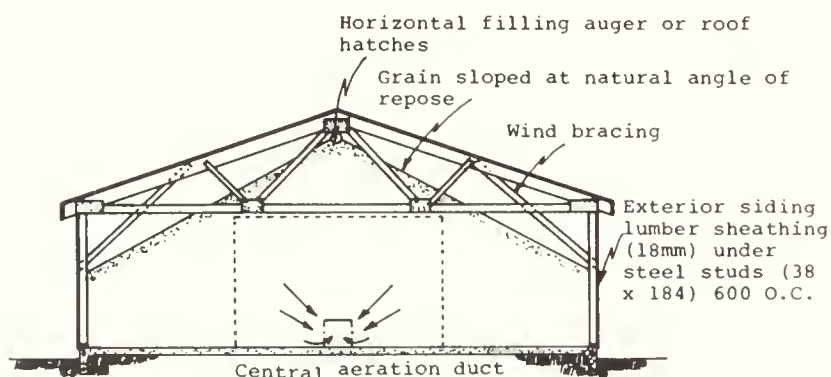 Horizontal filling auger or roof
hatches
Grain sloped at natural angle of
repose
Wind bracing
Exterior siding
lumber sheathing
(18mm) under
steel studs (38
x 184) 600 O.C.
Central aeration duct